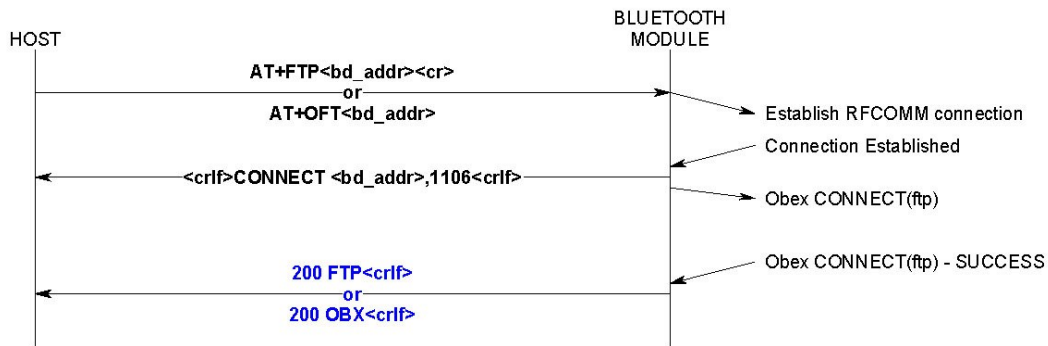 HOST
BLUETOOTH
MODULE
AT+FTP<bd_addr><cr>
or
AT+OFT<bd_addr>
Establish RFCOMM connection
Connection Established
<crlf>CONNECT <bd_addr>,1106<crlf>
Obex CONNECT(ftp)
Obex CONNECT(ftp) - SUCCESS
200 FTP<crlf>
or
200 OBX<crlf>